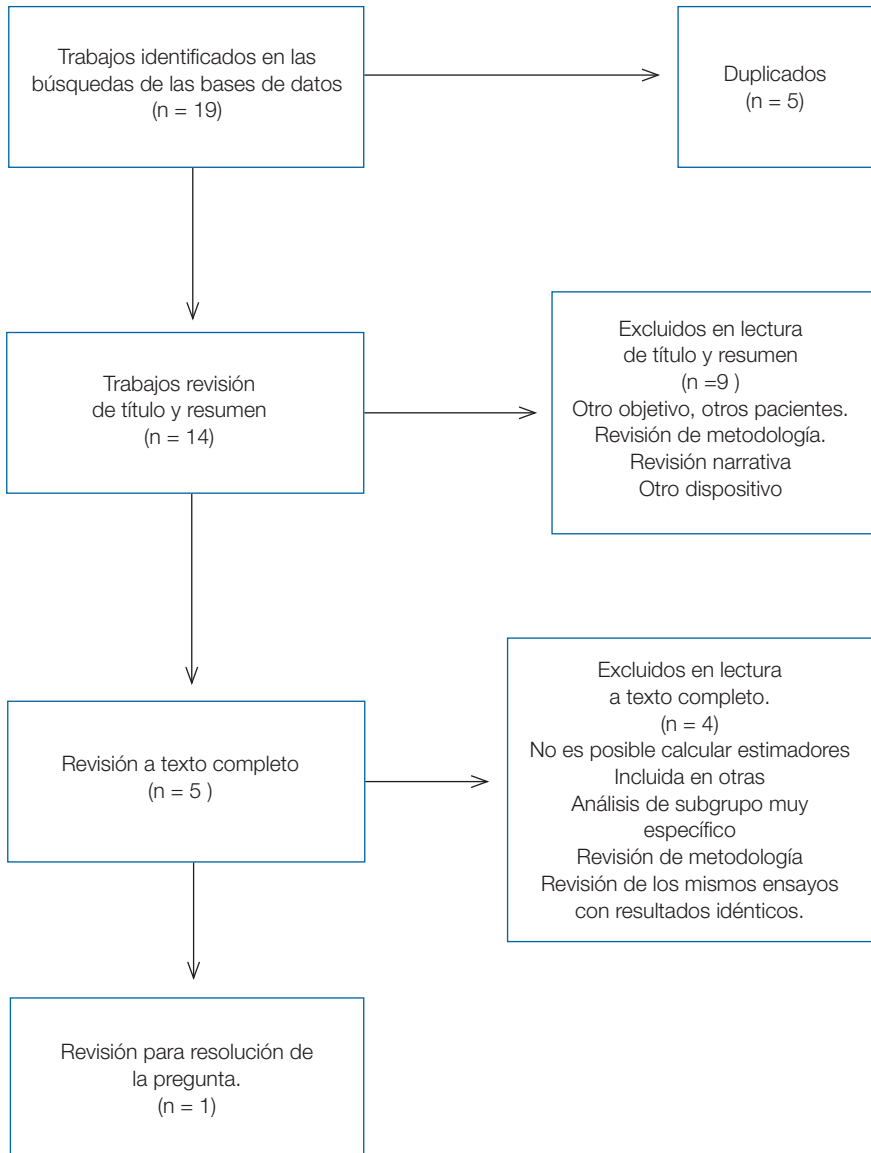 Trabajos identificados en las
búsquedas de las bases de datos
(n = 19)
Duplicados
(n = 5)
Trabajos revisión
de título y resumen
(n = 14)
Excluidos en lectura
de título y resumen
(n =9 )
Otro objetivo, otros pacientes.
Revisión de metodología.
Revisión narrativa
Otro dispositivo
Revisión a texto completo
(n = 5 )
Excluidos en lectura
a texto completo.
(n = 4)
No es posible calcular estimadores
Incluida en otras
Análisis de subgrupo muy
específico
Revisión de metodología
Revisión de los mismos ensayos
con resultados idénticos.
Revisión para resolución de
la pregunta.
(n = 1)